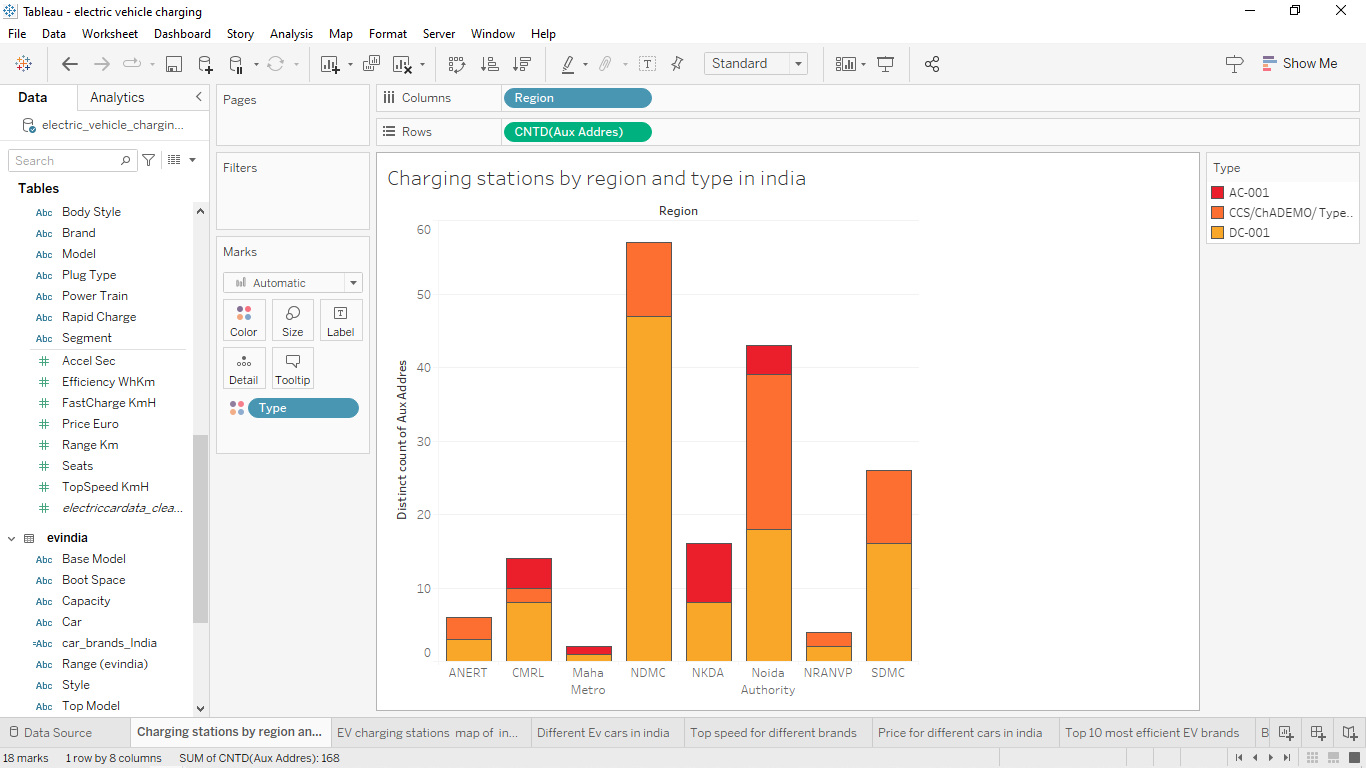 Tableau - electric vehicle charging
File Data Worksheet Dashboard Story Analysis Map Format Server Window Help
Standard
Show Me
Data Analytics
electric_vehicle_chargin...
Search
Tables
Abc Body Style
Abc Brand
Abc Model
Abc Plug Type
Abc Power Train
Abc Rapid Charge
Abc Segment
# Accel Sec
# Efficiency WhKm
# FastCharge KmH
# Price Euro
# Range Km
# Seats
# TopSpeed KmH
# electriccardata_clea...
evindia
Abc Base Model
Abc Boot Space
Abc Capacity
Abc Car
=Abc car_brands_India
Abc Range (evindia)
Abc Style
Abc Top Model
Pages
Filters
Marks
Automatic
Color Size Label
Detail Tooltip
Type
Columns Region
Rows CNTD(Aux Addres)
Charging stations by region and type in india
Region
60
50
40
30
20
10
0
Distinct count of Aux Addres
ANERT CMRL Maha Metro NDMC NKDA Noida Authority NRANVP SDMC
Type
AC-001
CCS/ChADEMO/ Type..
DC-001
Data Source Charging stations by region an... EV charging stations map of in... Different Ev cars in india Top speed for different brands Price for different cars in india Top 10 most efficient EV brands B
18 marks 1 row by 8 columns SUM of CNTD(Aux Addres): 168